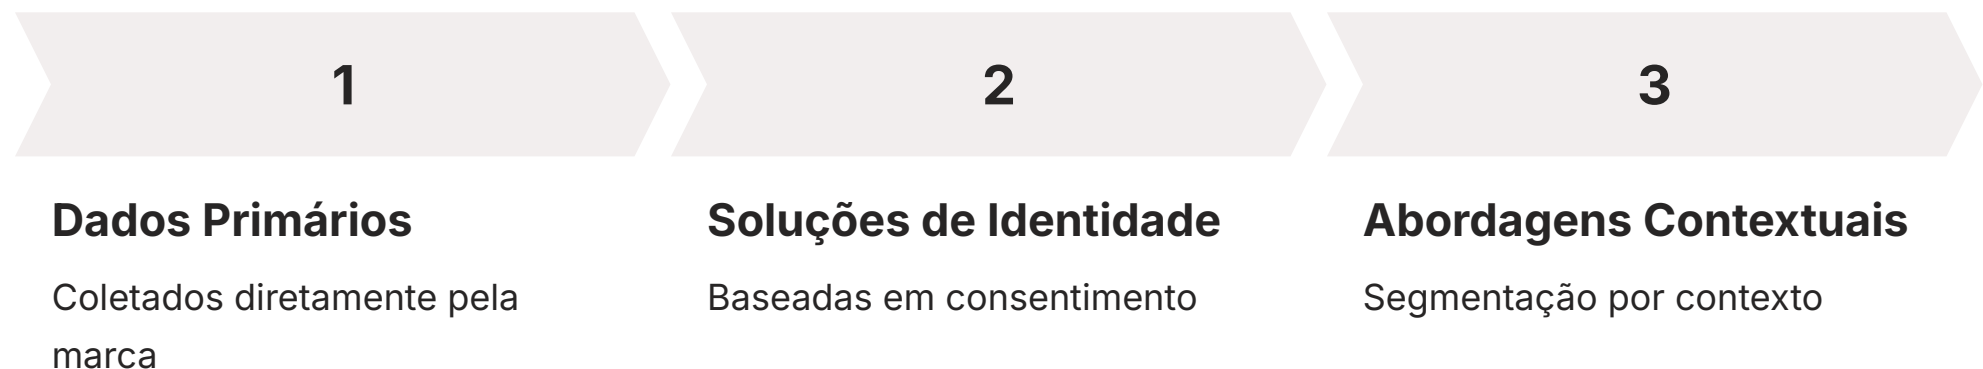 1
Dados Primários
Coletados diretamente pela
marca
2
Soluções de Identidade
Baseadas em consentimento
3
Abordagens Contextuais
Segmentação por contexto